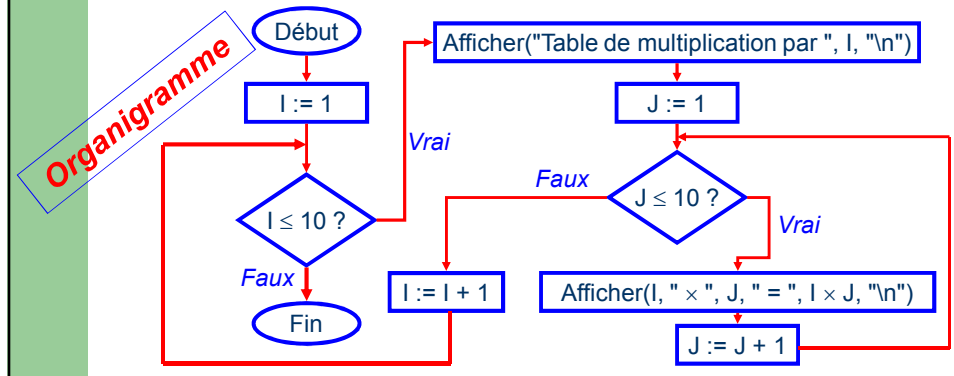 Organigramme
Début
I := 1
I ≤ 10 ?
Vrai
Faux
Fin
Afficher("Table de multiplication par ", I, "\n")
J := 1
J ≤ 10 ?
Faux
Vrai
I := I + 1
Afficher(I, " × ", J, " = ", I × J, "\n")
J := J + 1